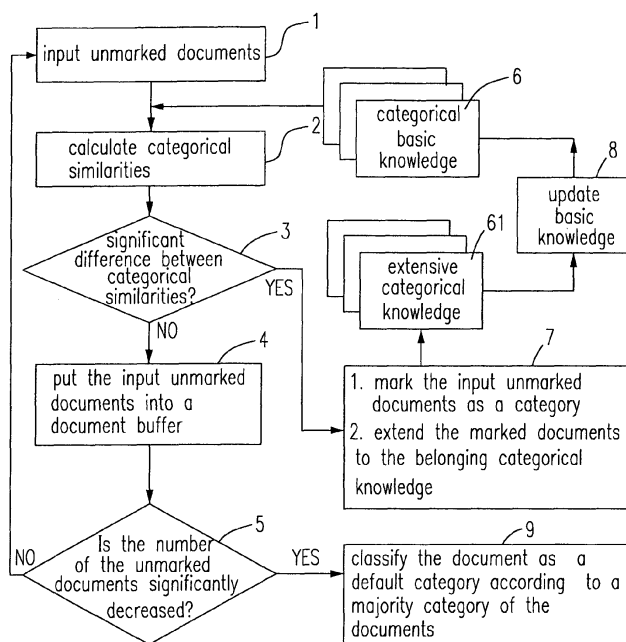 1
input unmarked documents
6
categorical
basic
knowledge
2
calculate categorical
similarities
8
update
basic
knowledge
3
significant
difference between
categorical
similarities?
YES
NO
61
extensive
categorical
knowledge
4
put the input unmarked
documents into a
document buffer
7
1. mark the input unmarked
documents as a category
2. extend the marked documents
to the belonging categorical
knowledge
5
Is the number
of the unmarked
documents significantly
decreased?
NO
YES
9
classify the document as a
default category according to a
majority category of the
documents